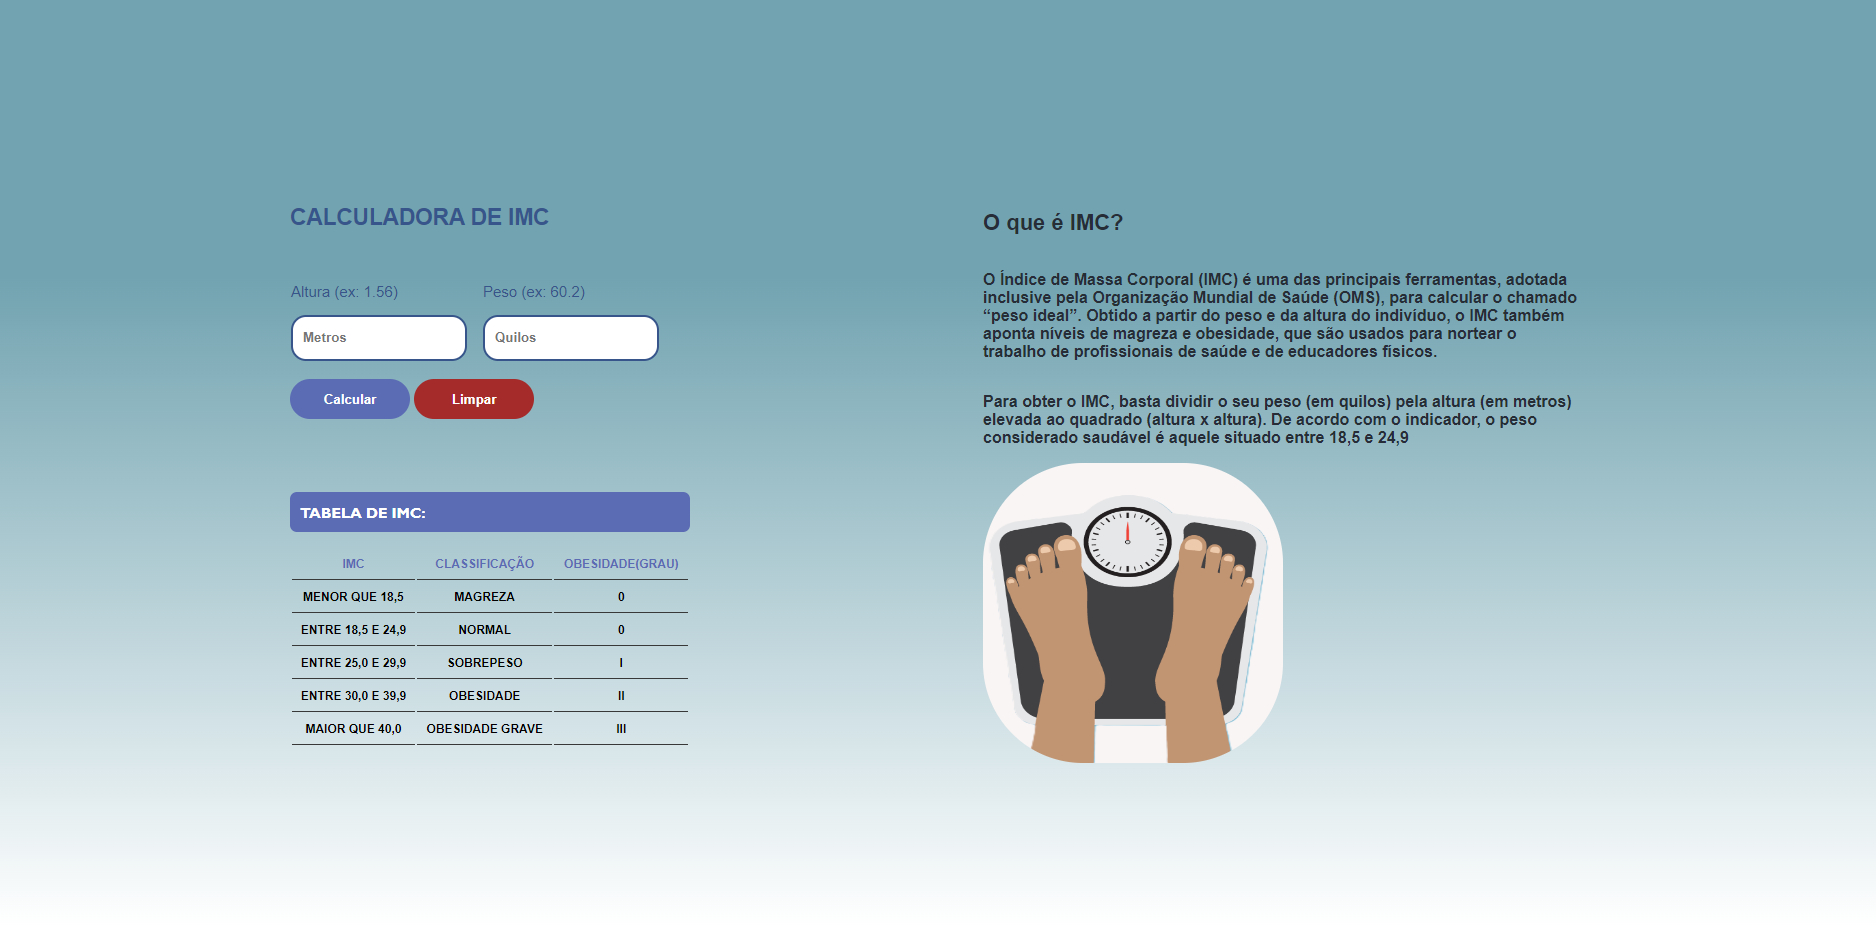 CALCULADORA DE IMC
Altura (ex: 1.56)
Peso (ex: 60.2)
Metros
Quilos
Calcular
Limpar
TABELA DE IMC:
IMC CLASSIFICAÇÃO OBESIDADE(GRAU)
MENOR QUE 18,5 MAGREZA 0
ENTRE 18,5 E 24,9 NORMAL 0
ENTRE 25,0 E 29,9 SOBREPESO I
ENTRE 30,0 E 39,9 OBESIDADE II
MAIOR QUE 40,0 OBESIDADE GRAVE III
O que é IMC?
O Índice de Massa Corporal (IMC) é uma das principais ferramentas, adotada
inclusive pela Organização Mundial de Saúde (OMS), para calcular o chamado
“peso ideal”. Obtido a partir do peso e da altura do indivíduo, o IMC também
aponta níveis de magreza e obesidade, que são usados para nortear o
trabalho de profissionais de saúde e de educadores físicos.
Para obter o IMC, basta dividir o seu peso (em quilos) pela altura (em metros)
elevada ao quadrado (altura x altura). De acordo com o indicador, o peso
considerado saudável é aquele situado entre 18,5 e 24,9